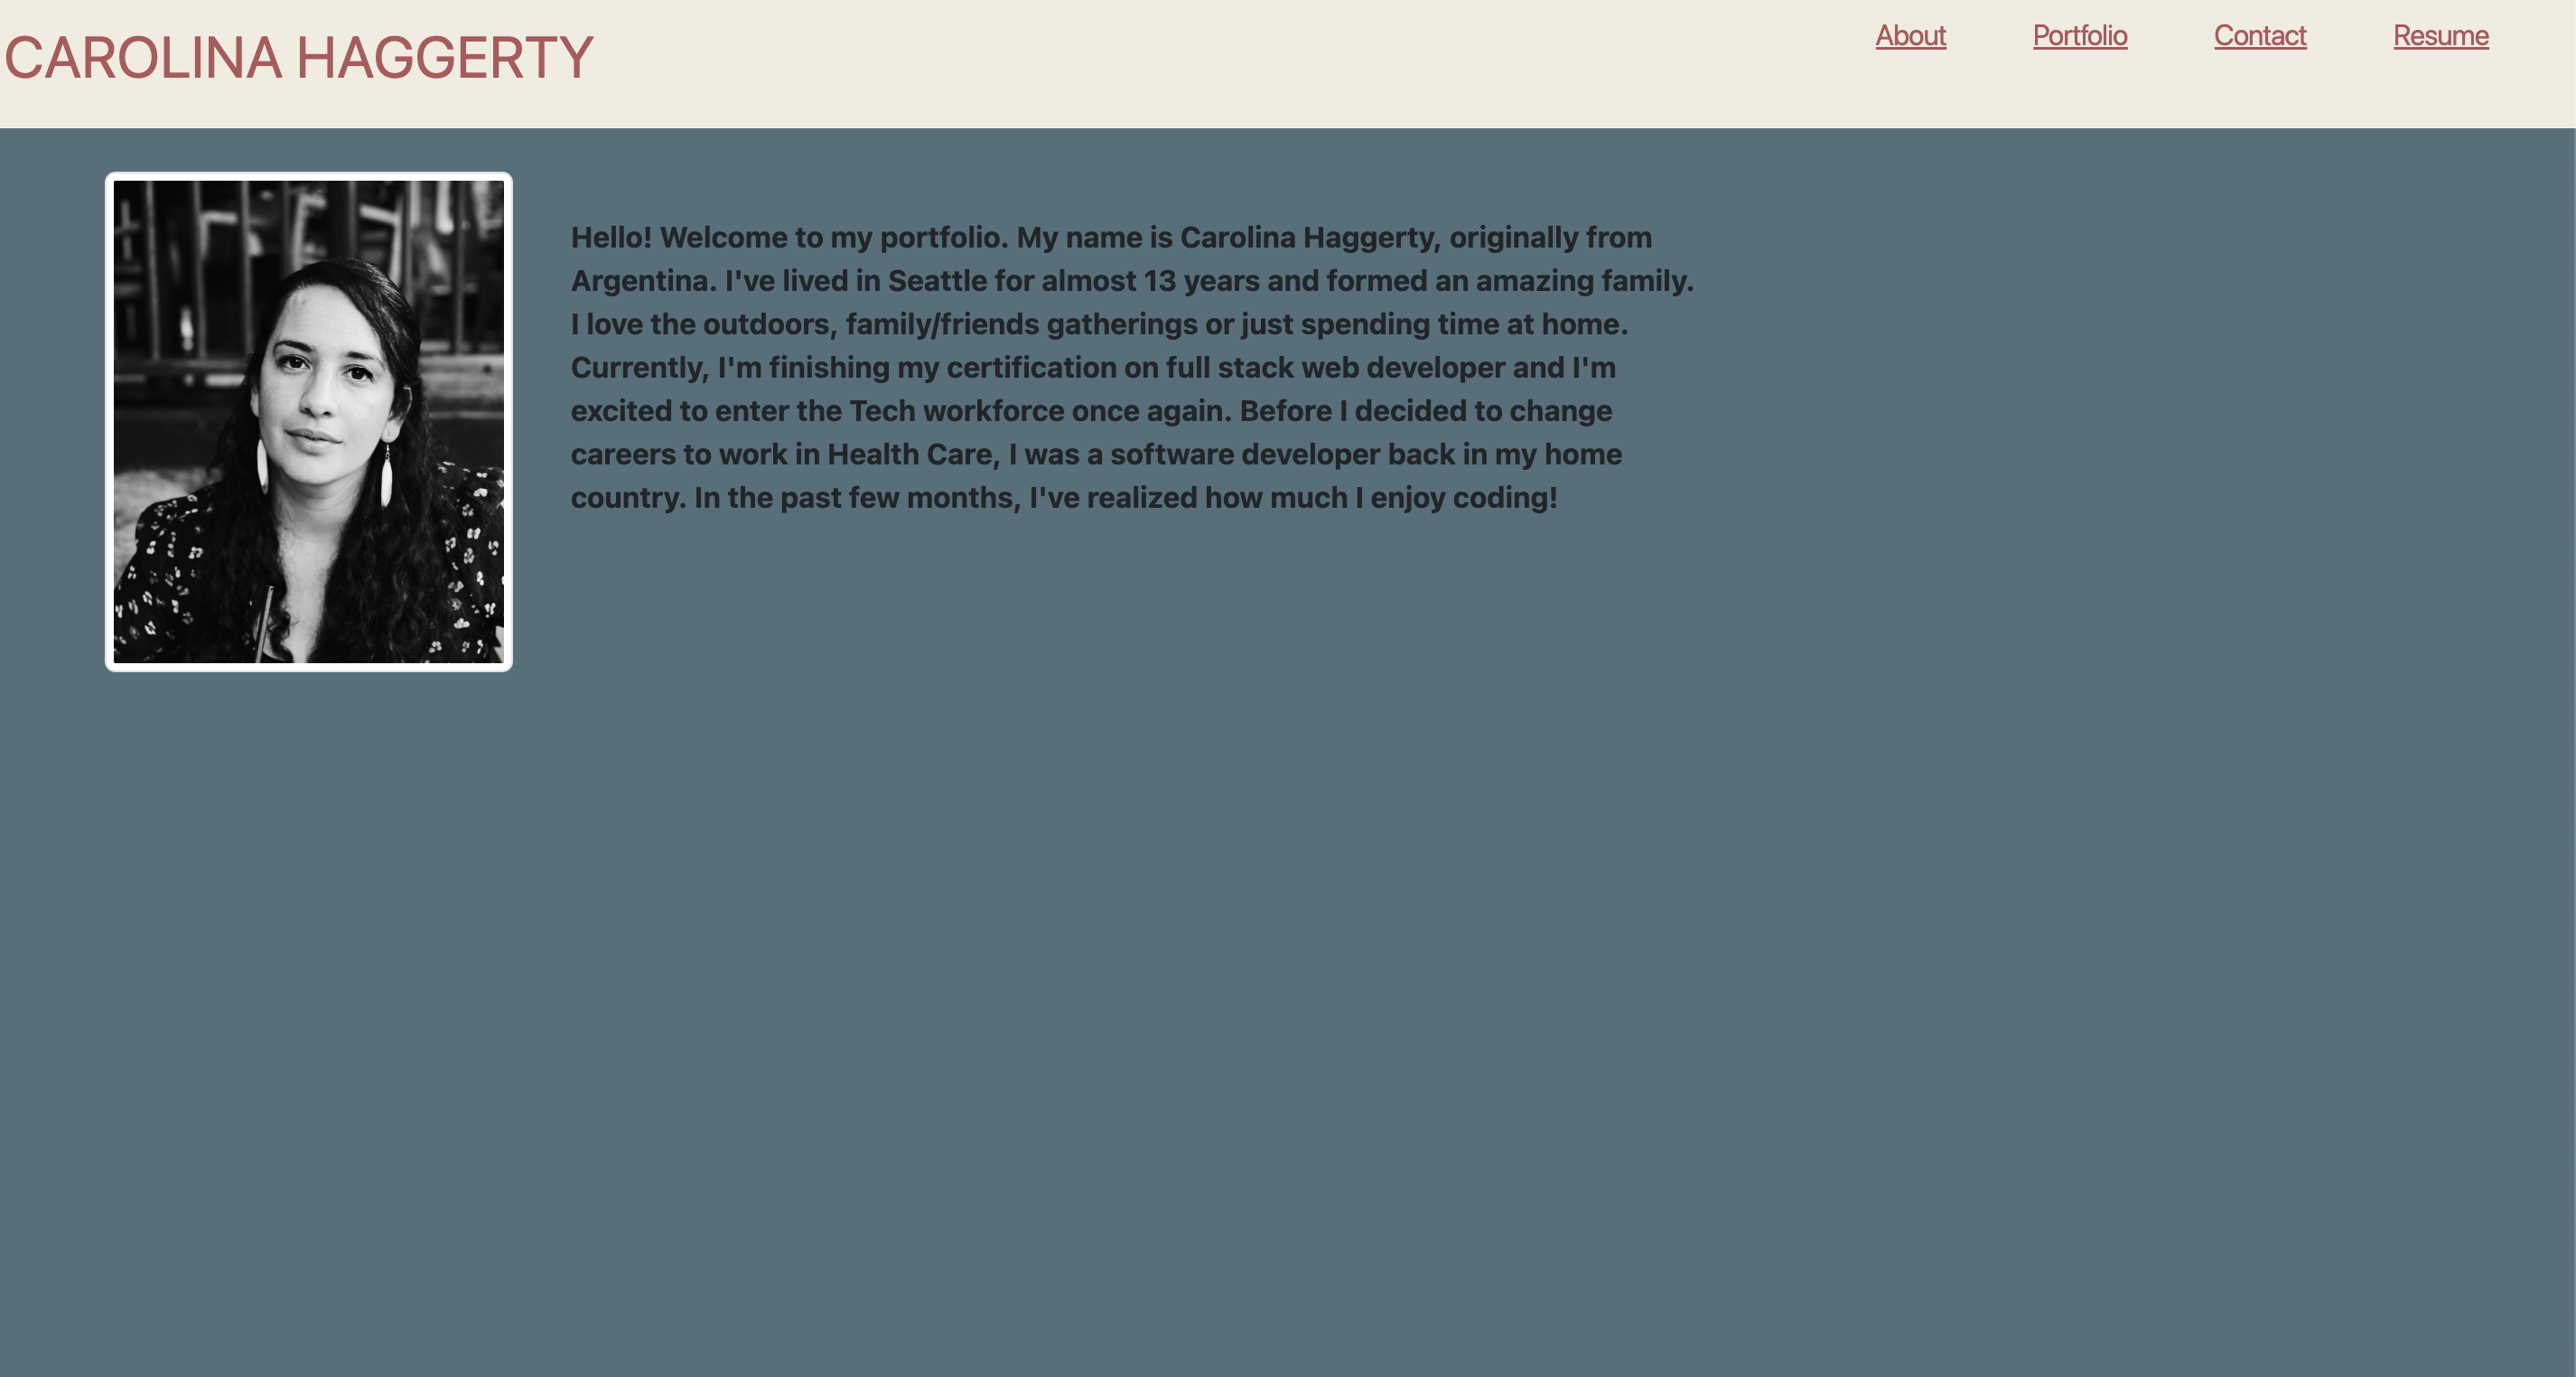 CAROLINA HAGGERTY
About Portfolio Contact Resume
Hello! Welcome to my portfolio. My name is Carolina Haggerty, originally from
Argentina. I've lived in Seattle for almost 13 years and formed an amazing family.
I love the outdoors, family/friends gatherings or just spending time at home.
Currently, I'm finishing my certification on full stack web developer and I'm
excited to enter the Tech workforce once again. Before I decided to change
careers to work in Health Care, I was a software developer back in my home
country. In the past few months, I've realized how much I enjoy coding!